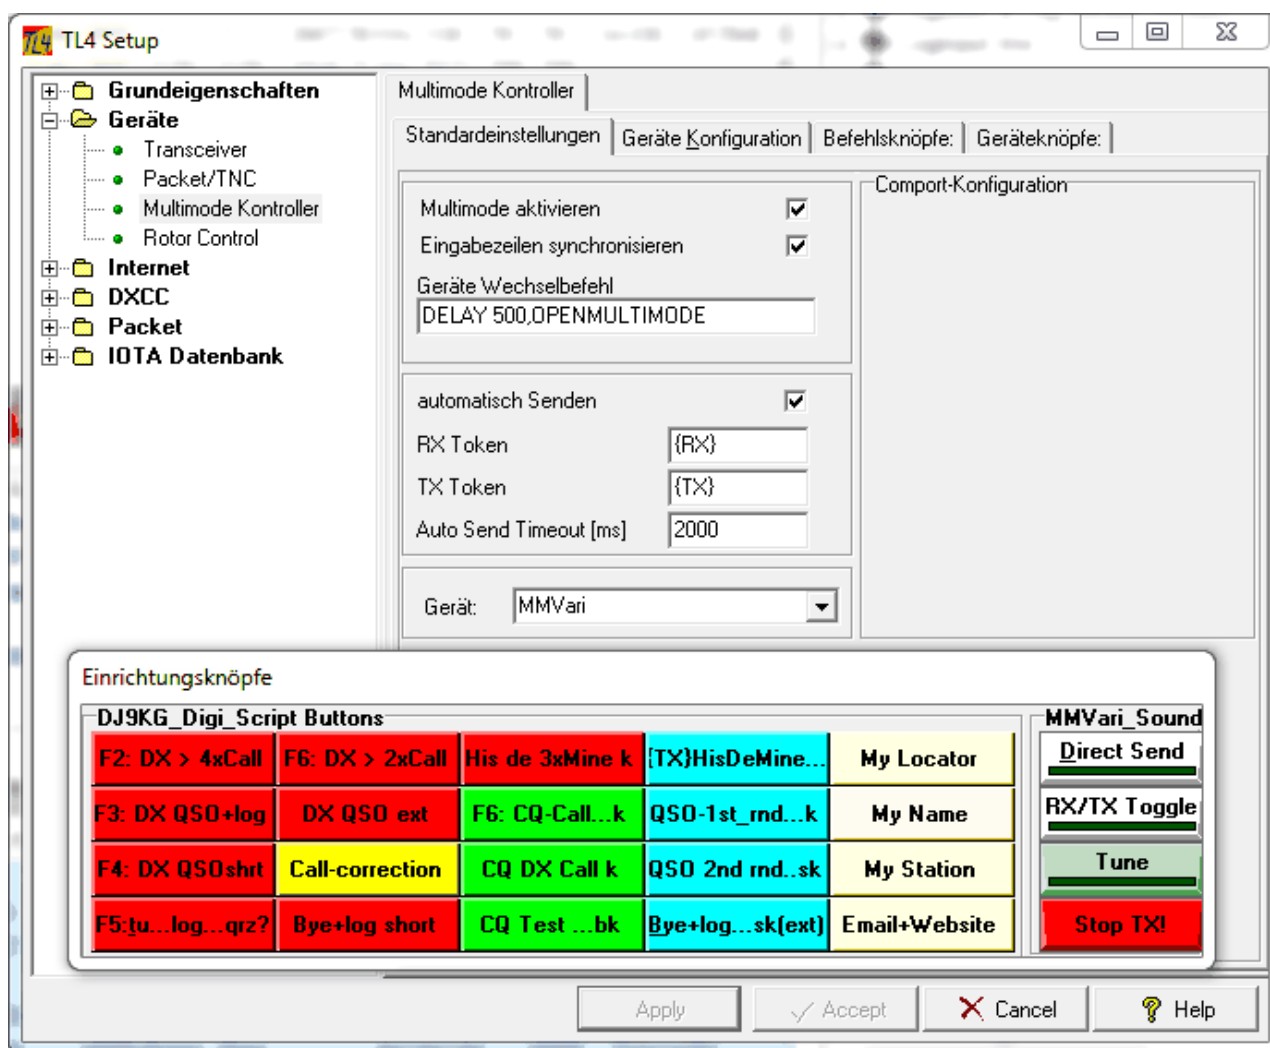 TL4 TL4 Setup
Grundeigenschaften
Geräte
Transceiver
Packet/TNC
Multimode Kontroller
Rotor Control
Internet
DXCC
Packet
IOTA Datenbank
Multimode Kontroller
Standardeinstellungen Geräte Konfiguration Befehlsknöpfe: Geräteknöpfe:
Multimode aktivieren
Eingabezeilen synchronisieren
Geräte Wechselbefehl
DELAY 500,OPENMULTIMODE
Comport-Konfiguration
automatisch Senden
RX Token {RX}
TX Token {TX}
Auto Send Timeout [ms] 2000
Gerät: MMVari
Einrichtungsknöpfe
DJ9KG_Digi_Script Buttons
F2: DX > 4xCall F6: DX > 2xCall His de 3xMine k {TX}HisDeMine... My Locator
F3: DX QSO+log DX QSO ext F6: CQ-Call...k QSO-1st_rnd...k My Name
F4: DX QSOshrt Call-correction CQ DX Call k QSO 2nd rnd..sk My Station
F5:tu...log...qrz? Bye+log short CQ Test ...bk Bye+log...sk(ext) Email+Website
MMVari_Sound
Direct Send
RX/TX Toggle
Tune
Stop TX!
Apply Accept Cancel Help